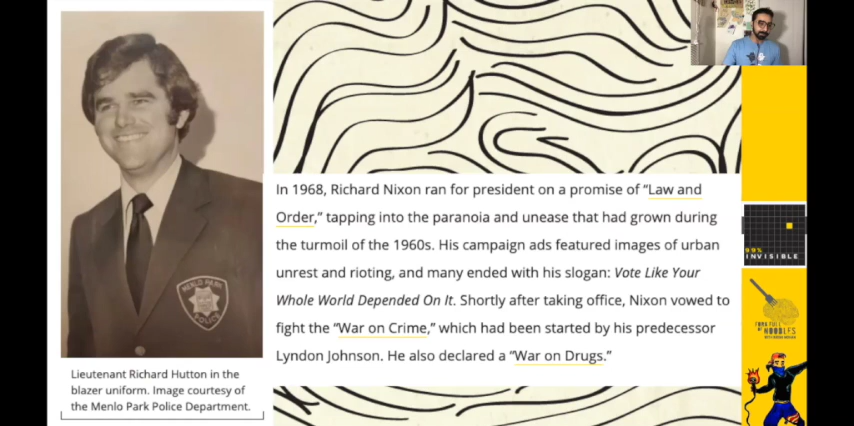 MENLO PARK
POLICE
Lieutenant Richard Hutton in the
blazer uniform. Image courtesy of
the Menlo Park Police Department.
In 1968, Richard Nixon ran for president on a promise of “Law and
Order,” tapping into the paranoia and unease that had grown during
the turmoil of the 1960s. His campaign ads featured images of urban
unrest and rioting, and many ended with his slogan: Vote Like Your
Whole World Depended On It. Shortly after taking office, Nixon vowed to
fight the “War on Crime,” which had been started by his predecessor
Lyndon Johnson. He also declared a “War on Drugs.”
99%
INVISIBLE
FORK FULL
OF
NOODLES